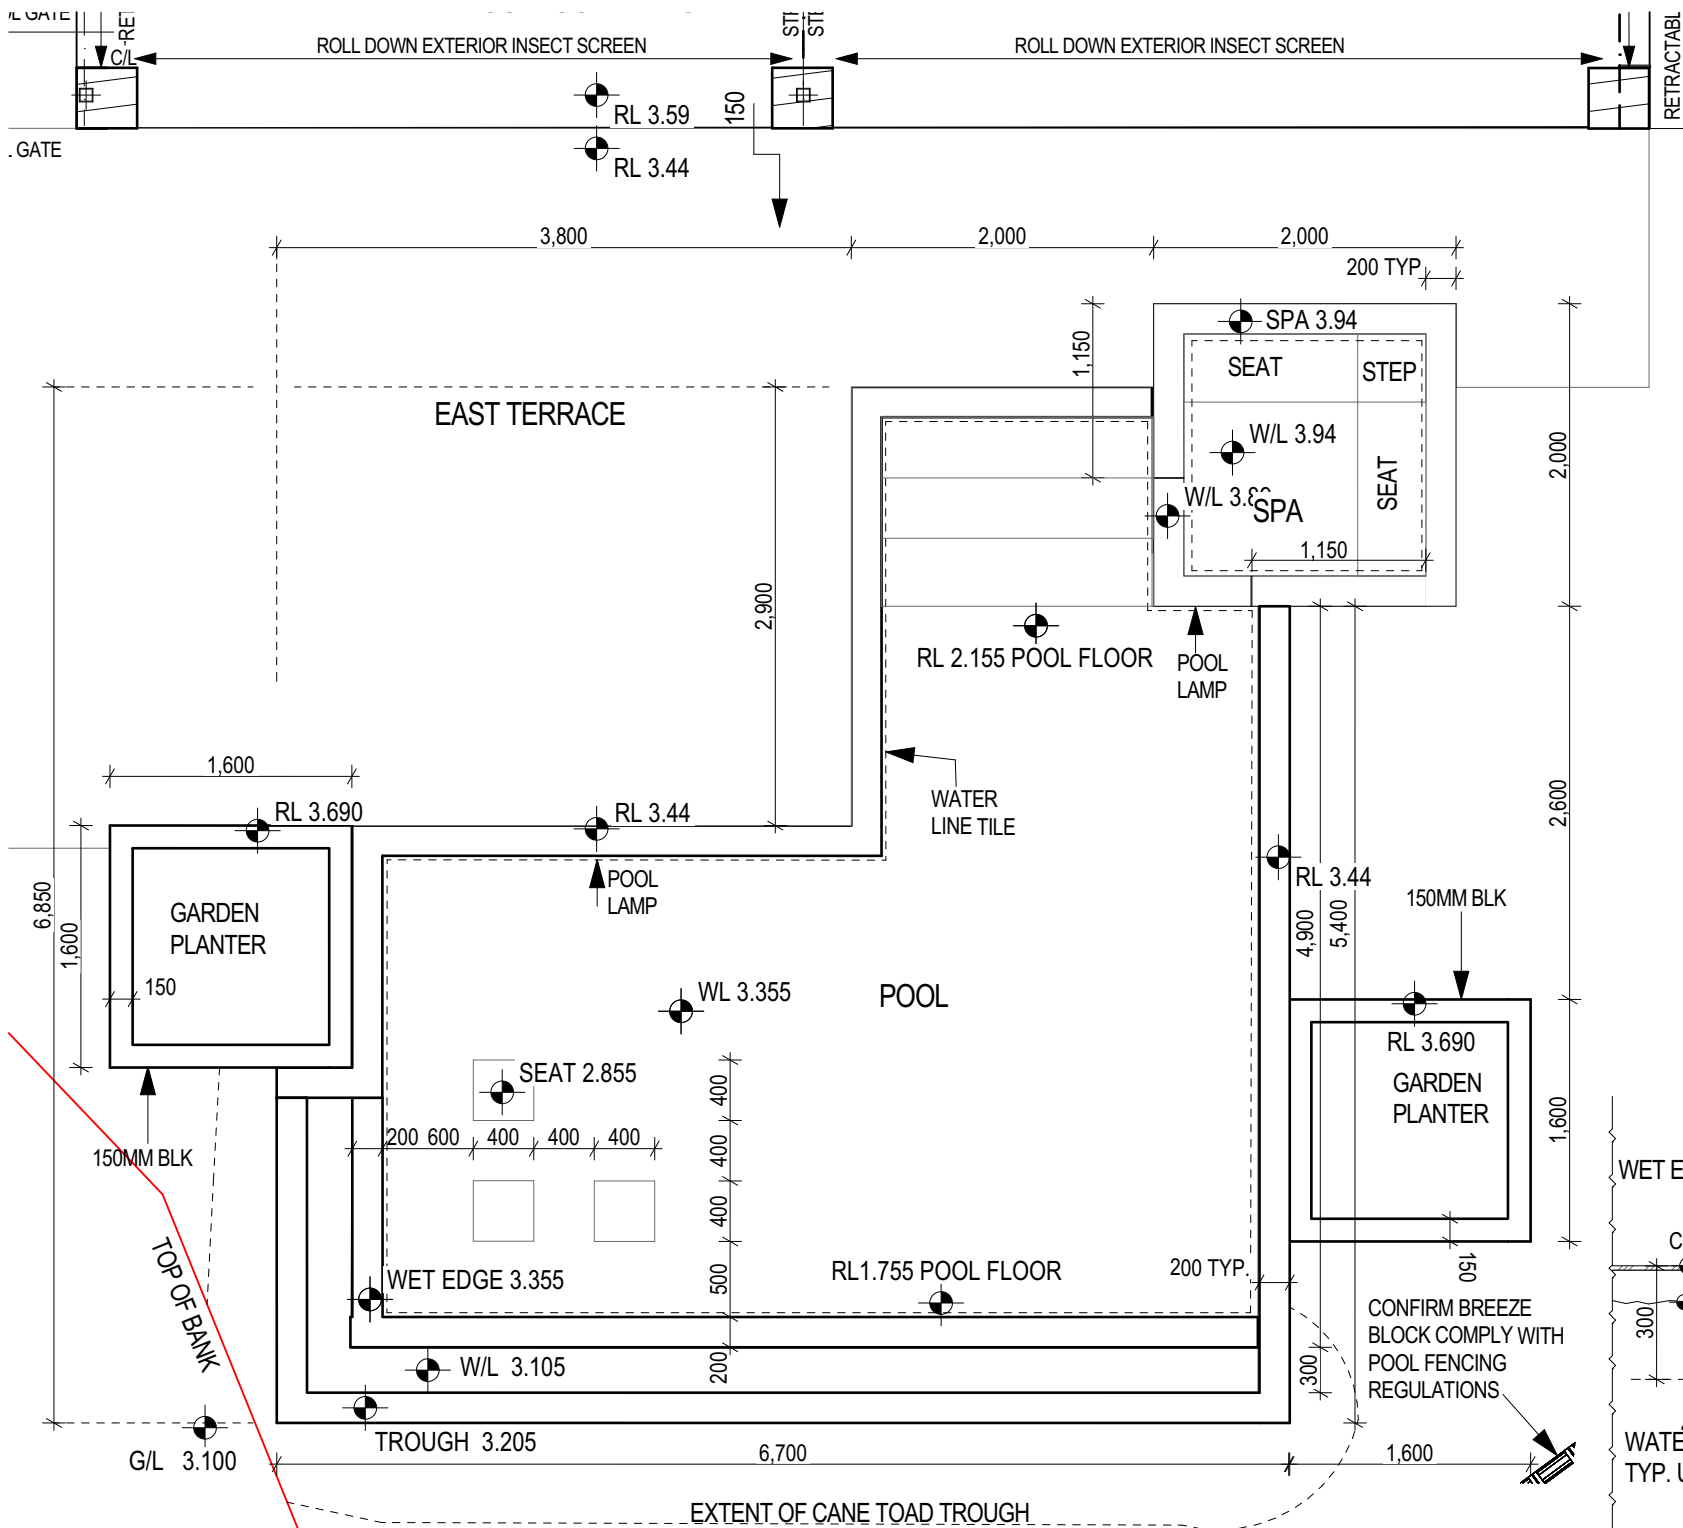 C/L
ROLL DOWN EXTERIOR INSECT SCREEN
ROLL DOWN EXTERIOR INSECT SCREEN
RL 3.59
150
GATE
RL 3.44
3,800
2,000
2,000
200 TYP
SPA 3.94
1,150
SEAT
STEP
EAST TERRACE
W/L 3.94
2,000
SEAT
SPA
1,150
2,900
RL 2.155 POOL FLOOR
POOL
LAMP
1,600
WATER
LINE TILE
2,600
RL 3.690
RL 3.44
POOL
LAMP
RL 3.44
6,850
1,600
GARDEN
PLANTER
150
4,900
5,400
150MM BLK
WL 3.355
POOL
RL 3.690
GARDEN
PLANTER
SEAT 2.855
400
400
400
500
200
200 600 400 400 400
150MM BLK
1,600
WET E
TOP OF BANK
WET EDGE 3.355
RL1.755 POOL FLOOR
200 TYP.
150
C
300
CONFIRM BREEZE
BLOCK COMPLY WITH
POOL FENCING
REGULATIONS
W/L 3.105
300
TROUGH 3.205
G/L 3.100
6,700
1,600
WATE
TYP.
EXTENT OF CANE TOAD TROUGH